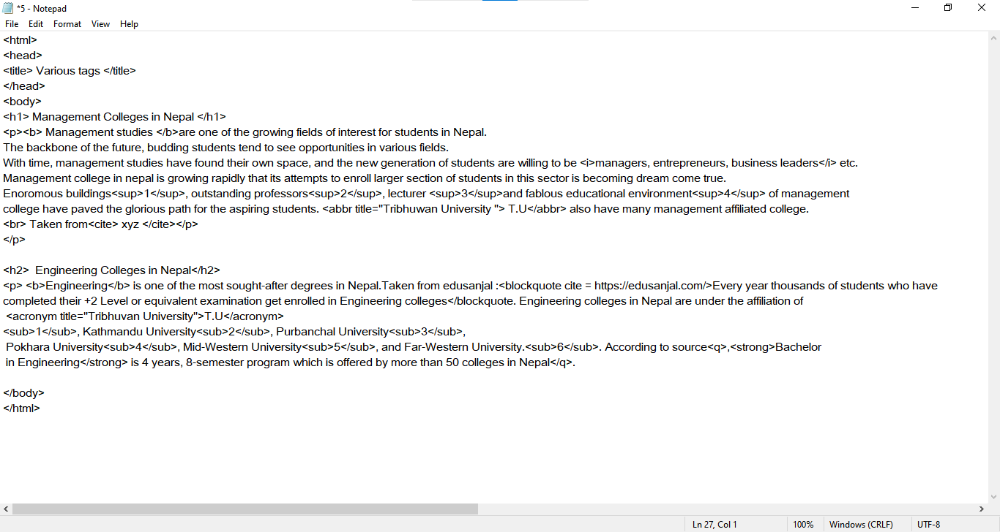 *5 - Notepad
File Edit Format View Help
<html>
<head>
<title> Various tags </title>
</head>
<body>
<h1> Management Colleges in Nepal </h1>
<p><b> Management studies </b>are one of the growing fields of interest for students in Nepal.
The backbone of the future, budding students tend to see opportunities in various fields.
With time, management studies have found their own space, and the new generation of students are willing to be <i>managers, entrepreneurs, business leaders</i> etc.
Management college in nepal is growing rapidly that its attempts to enroll larger section of students in this sector is becoming dream come true.
Enoromous buildings<sup>1</sup>, outstanding professors<sup>2</sup>, lecturer <sup>3</sup>and fablous educational environment<sup>4</sup> of management
college have paved the glorious path for the aspiring students. <abbr title="Tribhuwan University "> T.U</abbr> also have many management affiliated college.
<br> Taken from<cite> xyz </cite></p>
</p>
<h2>  Engineering Colleges in Nepal</h2>
<p> <b>Engineering</b> is one of the most sought-after degrees in Nepal.Taken from edusanjal :<blockquote cite = https://edusanjal.com/>Every year thousands of students who have
completed their +2 Level or equivalent examination get enrolled in Engineering colleges</blockquote. Engineering colleges in Nepal are under the affiliation of
<acronym title="Tribhuvan University">T.U</acronym>
<sub>1</sub>, Kathmandu University<sub>2</sub>, Purbanchal University<sub>3</sub>,
Pokhara University<sub>4</sub>, Mid-Western University<sub>5</sub>, and Far-Western University.<sub>6</sub>. According to source<q>,<strong>Bachelor
in Engineering</strong> is 4 years, 8-semester program which is offered by more than 50 colleges in Nepal</q>.
</body>
</html>
Ln 27, Col 1 100% Windows (CRLF) UTF-8